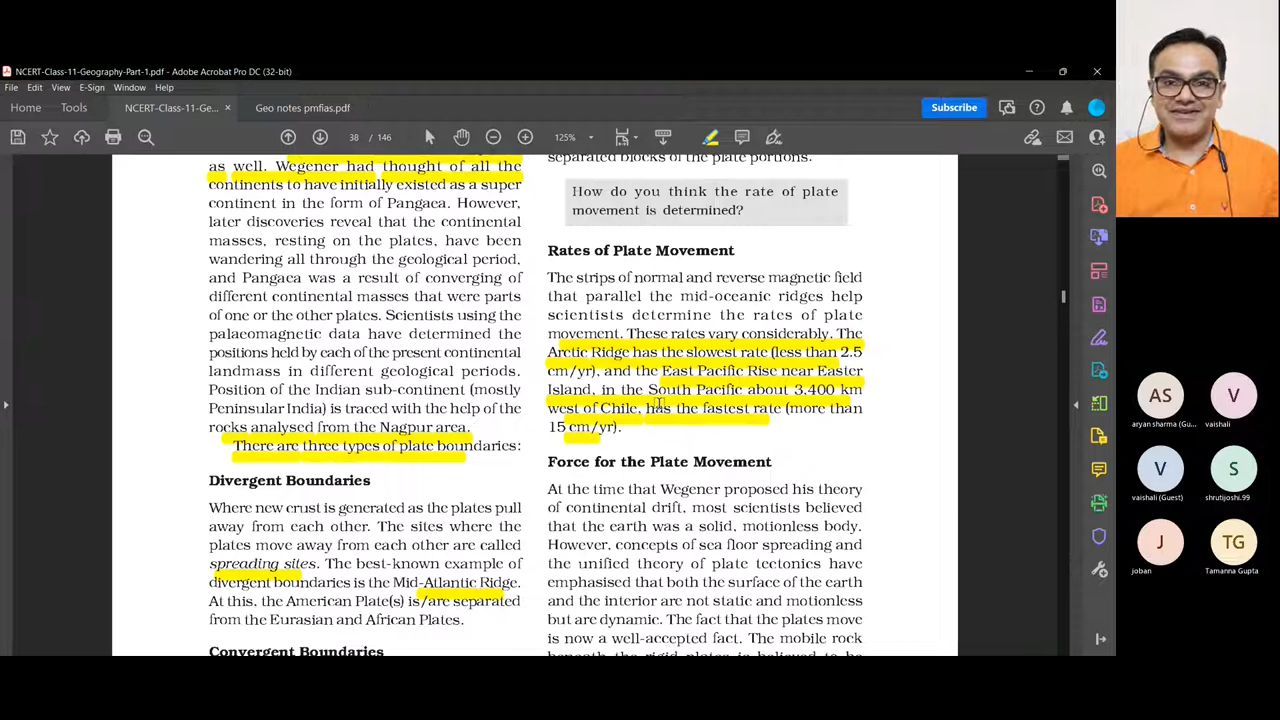 NCERT-Class-11-Geography-Part-1.pdf - Adobe Acrobat Pro DC (32-bit)
File Edit View E-Sign Window Help
Home Tools NCERT-Class-11-Ge... × Geo notes pmfias.pdf Subscribe
38 / 146 125%
as well. Wegener had thought of all the
continents to have initially existed as a super
continent in the form of Pangaea. However,
later discoveries reveal that the continental
masses, resting on the plates, have been
wandering all through the geological period,
and Pangaea was a result of converging of
different continental masses that were parts
of one or the other plates. Scientists using the
palaeomagnetic data have determined the
positions held by each of the present continental
landmass in different geological periods.
Position of the Indian sub-continent (mostly
Peninsular India) is traced with the help of the
rocks analysed from the Nagpur area.
There are three types of plate boundaries:
Divergent Boundaries
Where new crust is generated as the plates pull
away from each other. The sites where the
plates move away from each other are called
spreading sites. The best-known example of
divergent boundaries is the Mid-Atlantic Ridge.
At this, the American Plate(s) is/are separated
from the Eurasian and African Plates.
Convergent Boundaries
separated blocks of the plate portions.
How do you think the rate of plate
movement is determined?
Rates of Plate Movement
The strips of normal and reverse magnetic field
that parallel the mid-oceanic ridges help
scientists determine the rates of plate
movement. These rates vary considerably. The
Arctic Ridge has the slowest rate (less than 2.5
cm/yr), and the East Pacific Rise near Easter
Island, in the South Pacific about 3,400 km
west of Chile, has the fastest rate (more than
15 cm/yr).
Force for the Plate Movement
At the time that Wegener proposed his theory
of continental drift, most scientists believed
that the earth was a solid, motionless body.
However, concepts of sea floor spreading and
the unified theory of plate tectonics have
emphasised that both the surface of the earth
and the interior are not static and motionless
but are dynamic. The fact that the plates move
is now a well-accepted fact. The mobile rock
beneath the rigid plates is believed to be
AS V
aryan sharma (Gu... vaishali
V S
vaishali (Guest) shrutijoshi.99
J TG
joban Tamanna Gupta